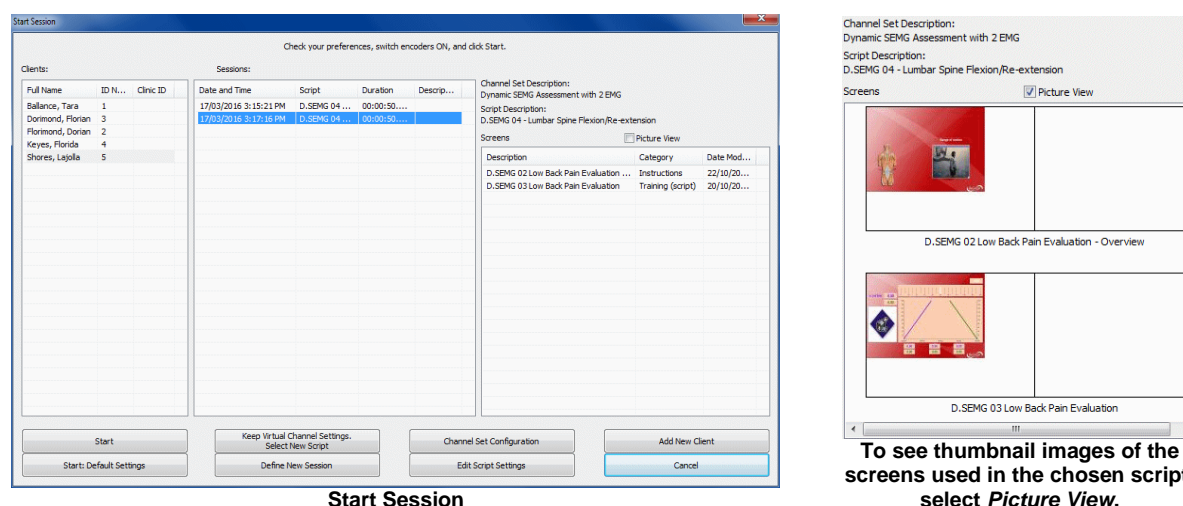 Start Session
Check your preferences, switch encoders ON, and click Start.
Clients:
Sessions:
Full Name ID N... Clinic ID
Ballance, Tara 1
Dorimond, Florian 3
Florimond, Dorian 2
Keyes, Florida 4
Shores, Lajolla 5
Date and Time Script Duration Descrip...
17/03/2016 3:15:21 PM D.SEMG 04 ... 00:00:50....
17/03/2016 3:17:16 PM D.SEMG 04 ... 00:00:50....
Channel Set Description:
Dynamic SEMG Assessment with 2 EMG
Script Description:
D.SEMG 04 - Lumbar Spine Flexion/Re-extension
Screens Picture View
Description Category Date Mod...
D.SEMG 02 Low Back Pain Evaluation ... Instructions 22/10/20...
D.SEMG 03 Low Back Pain Evaluation Training (script) 20/10/20...
Start
Keep Virtual Channel Settings.
Select New Script
Channel Set Configuration
Add New Client
Start: Default Settings
Define New Session
Edit Script Settings
Cancel
Start Session
Channel Set Description:
Dynamic SEMG Assessment with 2 EMG
Script Description:
D.SEMG 04 - Lumbar Spine Flexion/Re-extension
Screens Picture View
D.SEMG 02 Low Back Pain Evaluation - Overview
D.SEMG 03 Low Back Pain Evaluation
To see thumbnail images of the
screens used in the chosen script
select Picture View.